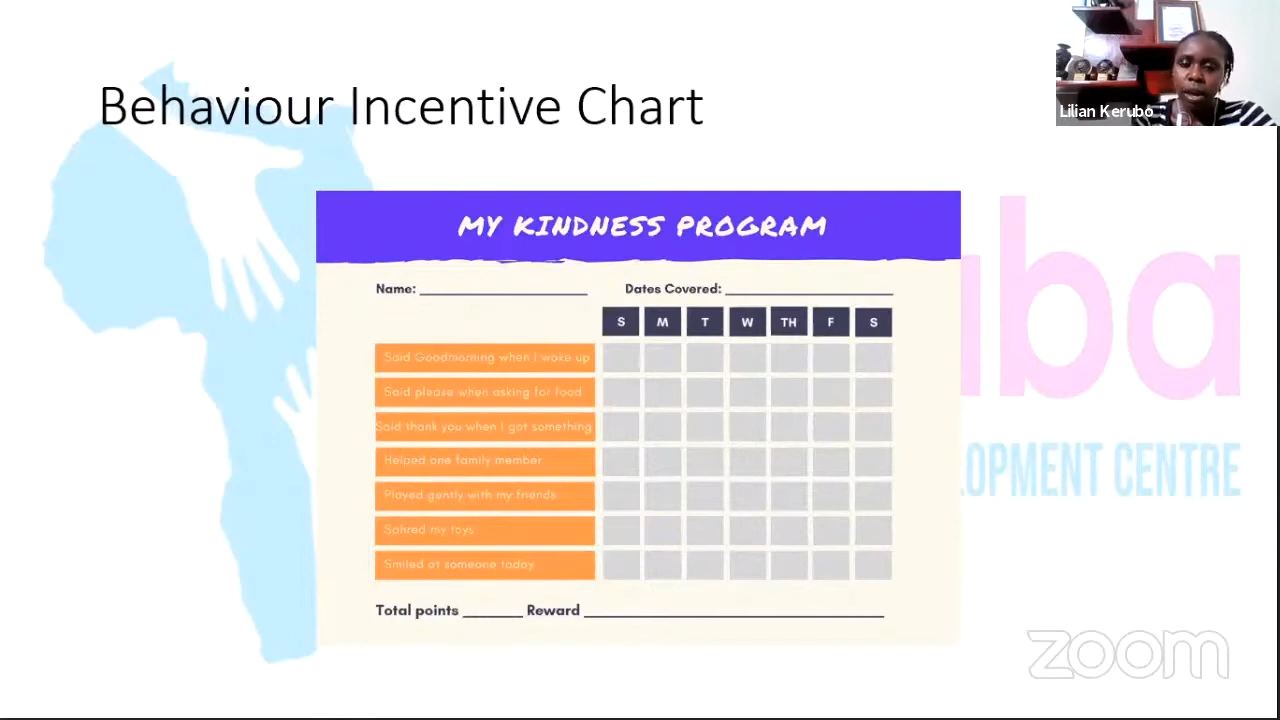 Behaviour Incentive Chart
Lilian Kerubo
MY KINDNESS PROGRAM
Name: Dates Covered:
S M T W TH F S
Said Goodmorning when I woke up
Said please when asking for food
Said thank you when I got something
Helped one family member
Played gently with my friends
Sahred my toys
Smiled at someone today
Total points Reward
uba
OPMENT CENTRE
zoom